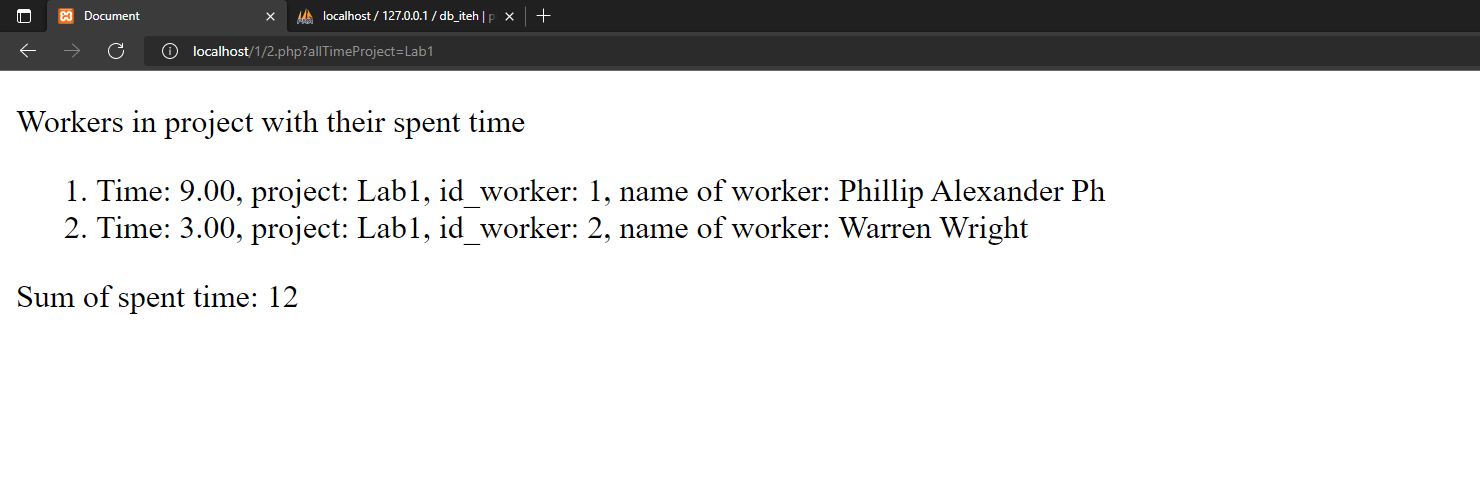 Document
localhost / 127.0.0.1 / db_iteh | p
localhost/1/2.php?allTimeProject=Lab1
Workers in project with their spent time
1. Time: 9.00, project: Lab1, id_worker: 1, name of worker: Phillip Alexander Ph
2. Time: 3.00, project: Lab1, id_worker: 2, name of worker: Warren Wright
Sum of spent time: 12